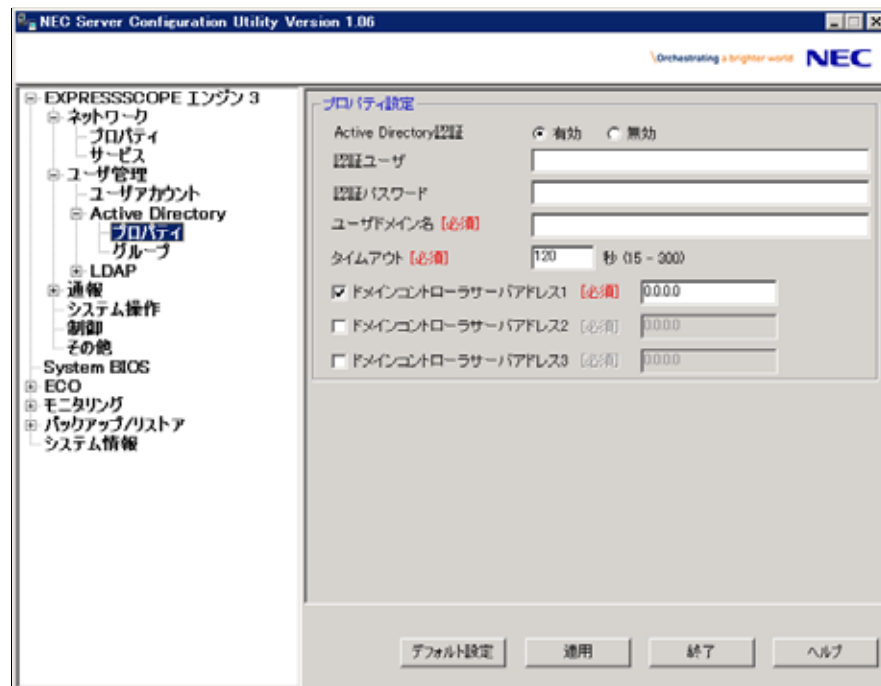 NEC Server Configuration Utility Version 1.06
Orchestrating a brighter world NEC
EXPRESSSCOPE エンジン 3
ネットワーク
プロパティ
サービス
ユーザ管理
ユーザアカウント
Active Directory
プロパティ
グループ
LDAP
通報
システム操作
制御
その他
System BIOS
ECO
モニタリング
バックアップ/リストア
システム情報
プロパティ設定
Active Directory認証 有効 無効
認証ユーザ
認証パスワード
ユーザドメイン名 [必須]
タイムアウト [必須] 120 秒 (15 - 300)
ドメインコントローラサーバアドレス1 [必須] 0.0.0.0
ドメインコントローラサーバアドレス2 [必須] 0.0.0.0
ドメインコントローラサーバアドレス3 [必須] 0.0.0.0
デフォルト設定 適用 終了 ヘルプ